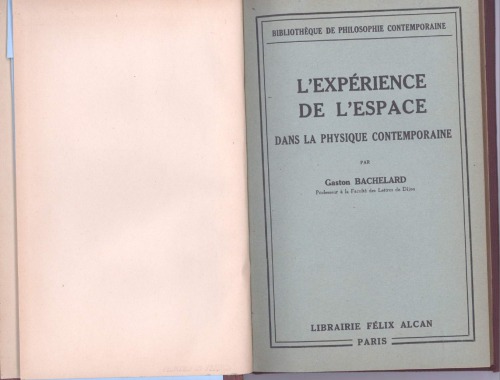 BIBLIOTHÈQUE DE PHILOSOPHIE CONTEMPORAINE
L'EXPÉRIENCE
DE L'ESPACE
DANS LA PHYSIQUE CONTEMPORAINE
PAR
Gaston BACHELARD
Professeur à la Faculté des Lettres de Dijon
LIBRAIRIE FÉLIX ALCAN
PARIS